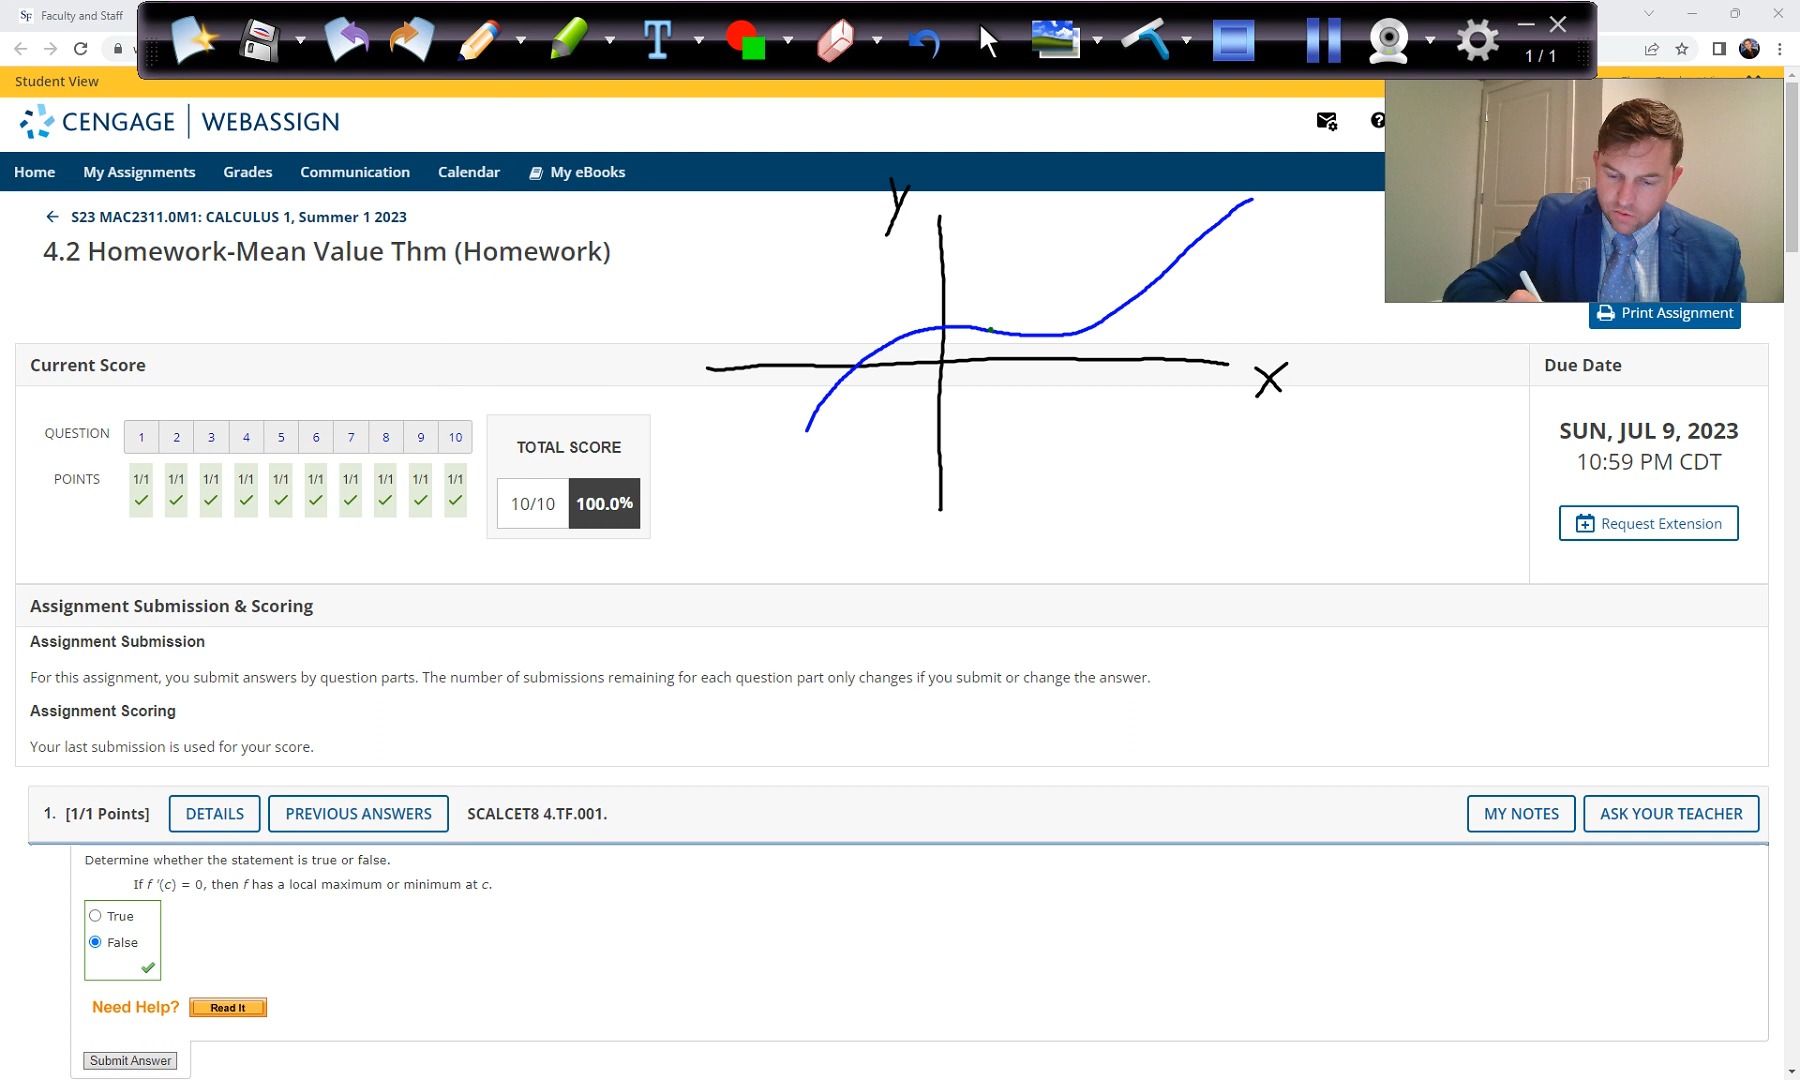 Faculty and Staff
1 / 1
Student View
CENGAGE | WEBASSIGN
Home My Assignments Grades Communication Calendar My eBooks
y
S23 MAC2311.0M1: CALCULUS 1, Summer 1 2023
4.2 Homework-Mean Value Thm (Homework)
Print Assignment
Current Score
Due Date
x
QUESTION 1 2 3 4 5 6 7 8 9 10
POINTS 1/1 1/1 1/1 1/1 1/1 1/1 1/1 1/1 1/1 1/1
TOTAL SCORE
10/10 100.0%
SUN, JUL 9, 2023
10:59 PM CDT
Request Extension
Assignment Submission & Scoring
Assignment Submission
For this assignment, you submit answers by question parts. The number of submissions remaining for each question part only changes if you submit or change the answer.
Assignment Scoring
Your last submission is used for your score.
1. [1/1 Points] DETAILS PREVIOUS ANSWERS SCALCET8 4.TF.001. MY NOTES ASK YOUR TEACHER
Determine whether the statement is true or false.
If f '(c) = 0, then f has a local maximum or minimum at c.
True
False
Need Help? Read It
Submit Answer